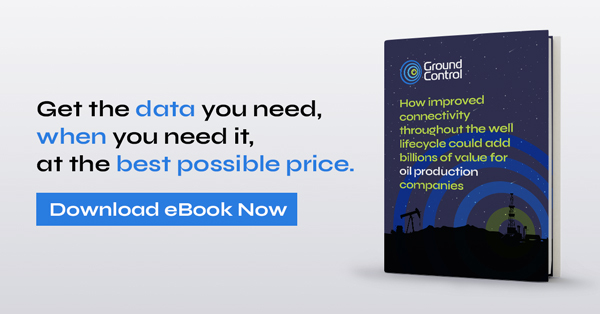 Get the data you need,
when you need it,
at the best possible price.
Download eBook Now
Ground
Control
How improved
connectivity
throughout the well
lifecycle could add
billions of value for
oil production
companies